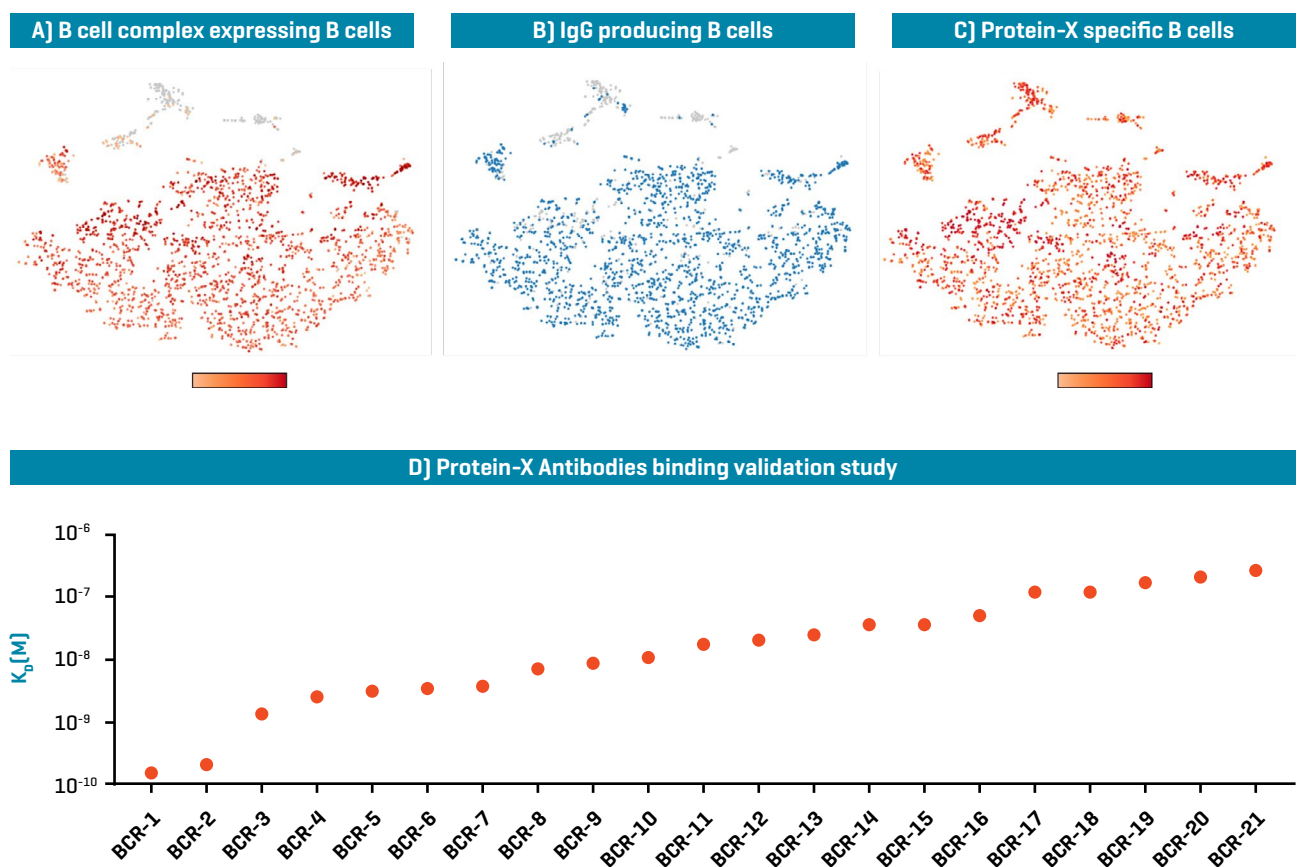 A) B cell complex expressing B cells
B) IgG producing B cells
C) Protein-X specific B cells
D) Protein-X Antibodies binding validation study
K_D[M]
10⁻⁶
10⁻⁷
10⁻⁸
10⁻⁹
10⁻¹⁰
BCR-1
BCR-2
BCR-3
BCR-4
BCR-5
BCR-6
BCR-7
BCR-8
BCR-9
BCR-10
BCR-11
BCR-12
BCR-13
BCR-14
BCR-15
BCR-16
BCR-17
BCR-18
BCR-19
BCR-20
BCR-21